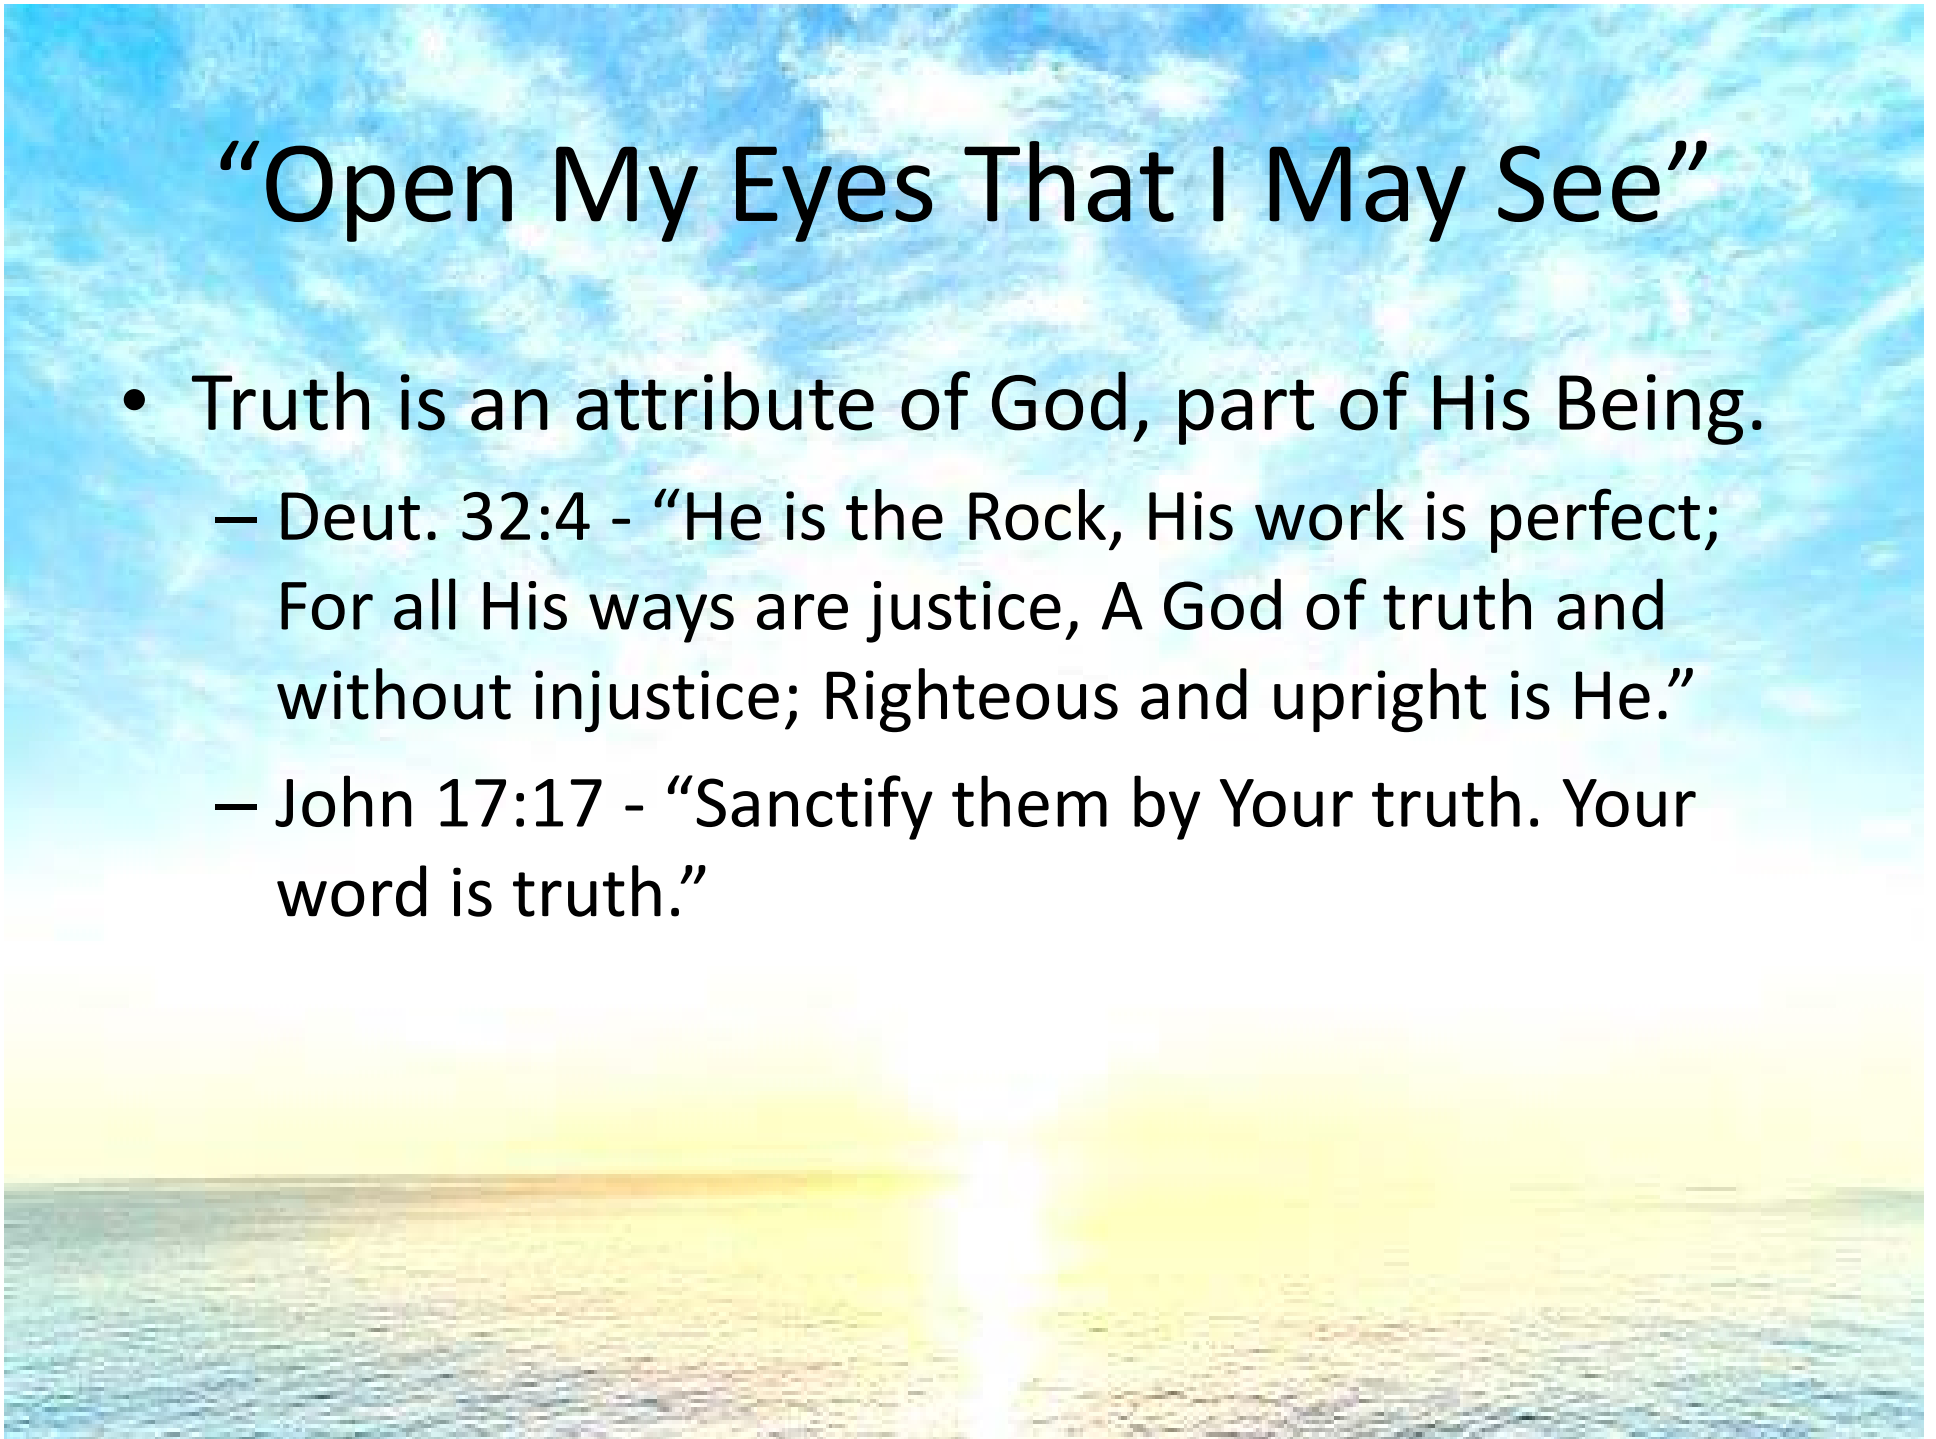 “Open My Eyes That I May See”
• Truth is an attribute of God, part of His Being.
– Deut. 32:4 - “He is the Rock, His work is perfect;
For all His ways are justice, A God of truth and
without injustice; Righteous and upright is He.”
– John 17:17 - “Sanctify them by Your truth. Your
word is truth.”